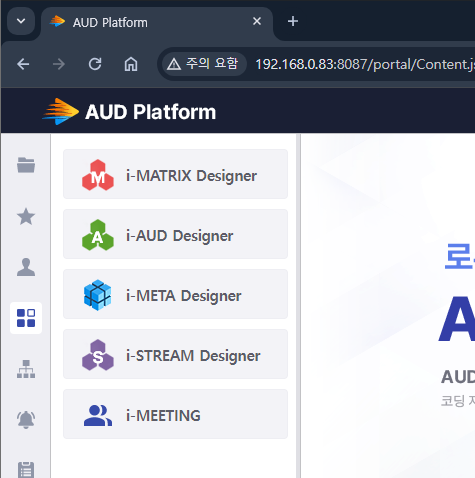 AUD Platform
주의 요함
192.168.0.83:8087/portal/Content.js
AUD Platform
M
i-MATRIX Designer
A
i-AUD Designer
i-META Designer
S
i-STREAM Designer
i-MEETING
로
A
AUD
코딩